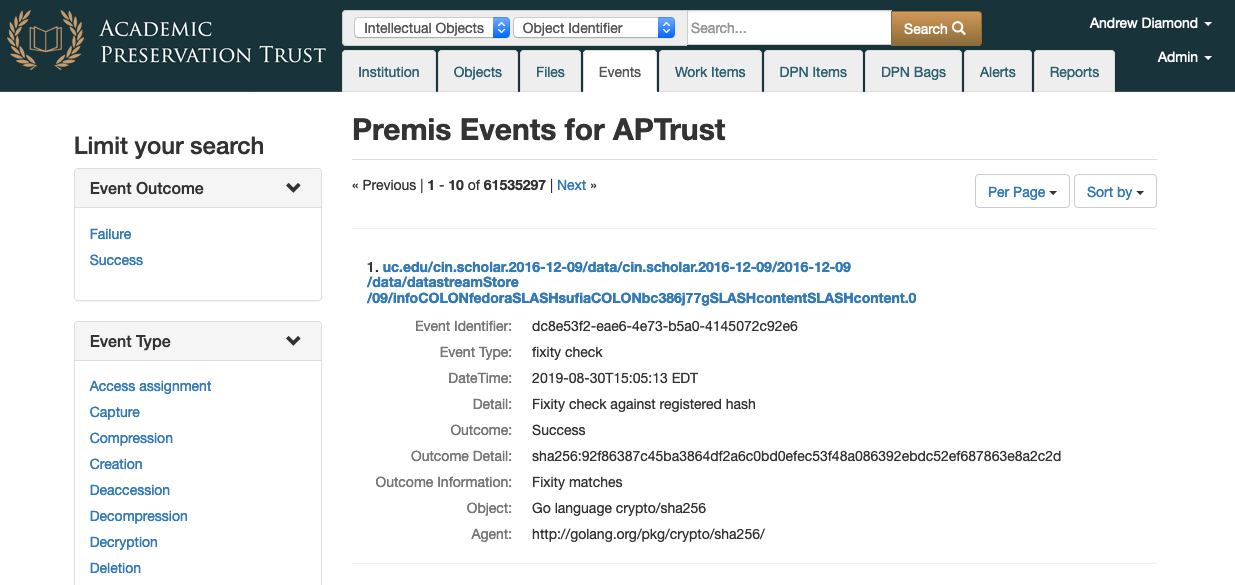 ACADEMIC
PRESERVATION TRUST
Intellectual Objects
Object Identifier
Search...
Search
Andrew Diamond
Admin
Institution
Objects
Files
Events
Work Items
DPN Items
DPN Bags
Alerts
Reports
Limit your search
Event Outcome
Failure
Success
Event Type
Access assignment
Capture
Compression
Creation
Deaccession
Decompression
Decryption
Deletion
Premis Events for APTrust
« Previous | 1 - 10 of 61535297 | Next »
Per Page
Sort by
1. uc.edu/cin.scholar.2016-12-09/data/cin.scholar.2016-12-09/2016-12-09
/data/datastreamStore
/09/infoCOLONfedoraSLASHsufiaCOLONbc386j77gSLASHcontentSLASHcontent.0
Event Identifier: dc8e53f2-eae6-4e73-b5a0-4145072c92e6
Event Type: fixity check
DateTime: 2019-08-30T15:05:13 EDT
Detail: Fixity check against registered hash
Outcome: Success
Outcome Detail: sha256:92f86387c45ba3864df2a6c0bd0efec53f48a086392ebdc52ef687863e8a2c2d
Outcome Information: Fixity matches
Object: Go language crypto/sha256
Agent: http://golang.org/pkg/crypto/sha256/